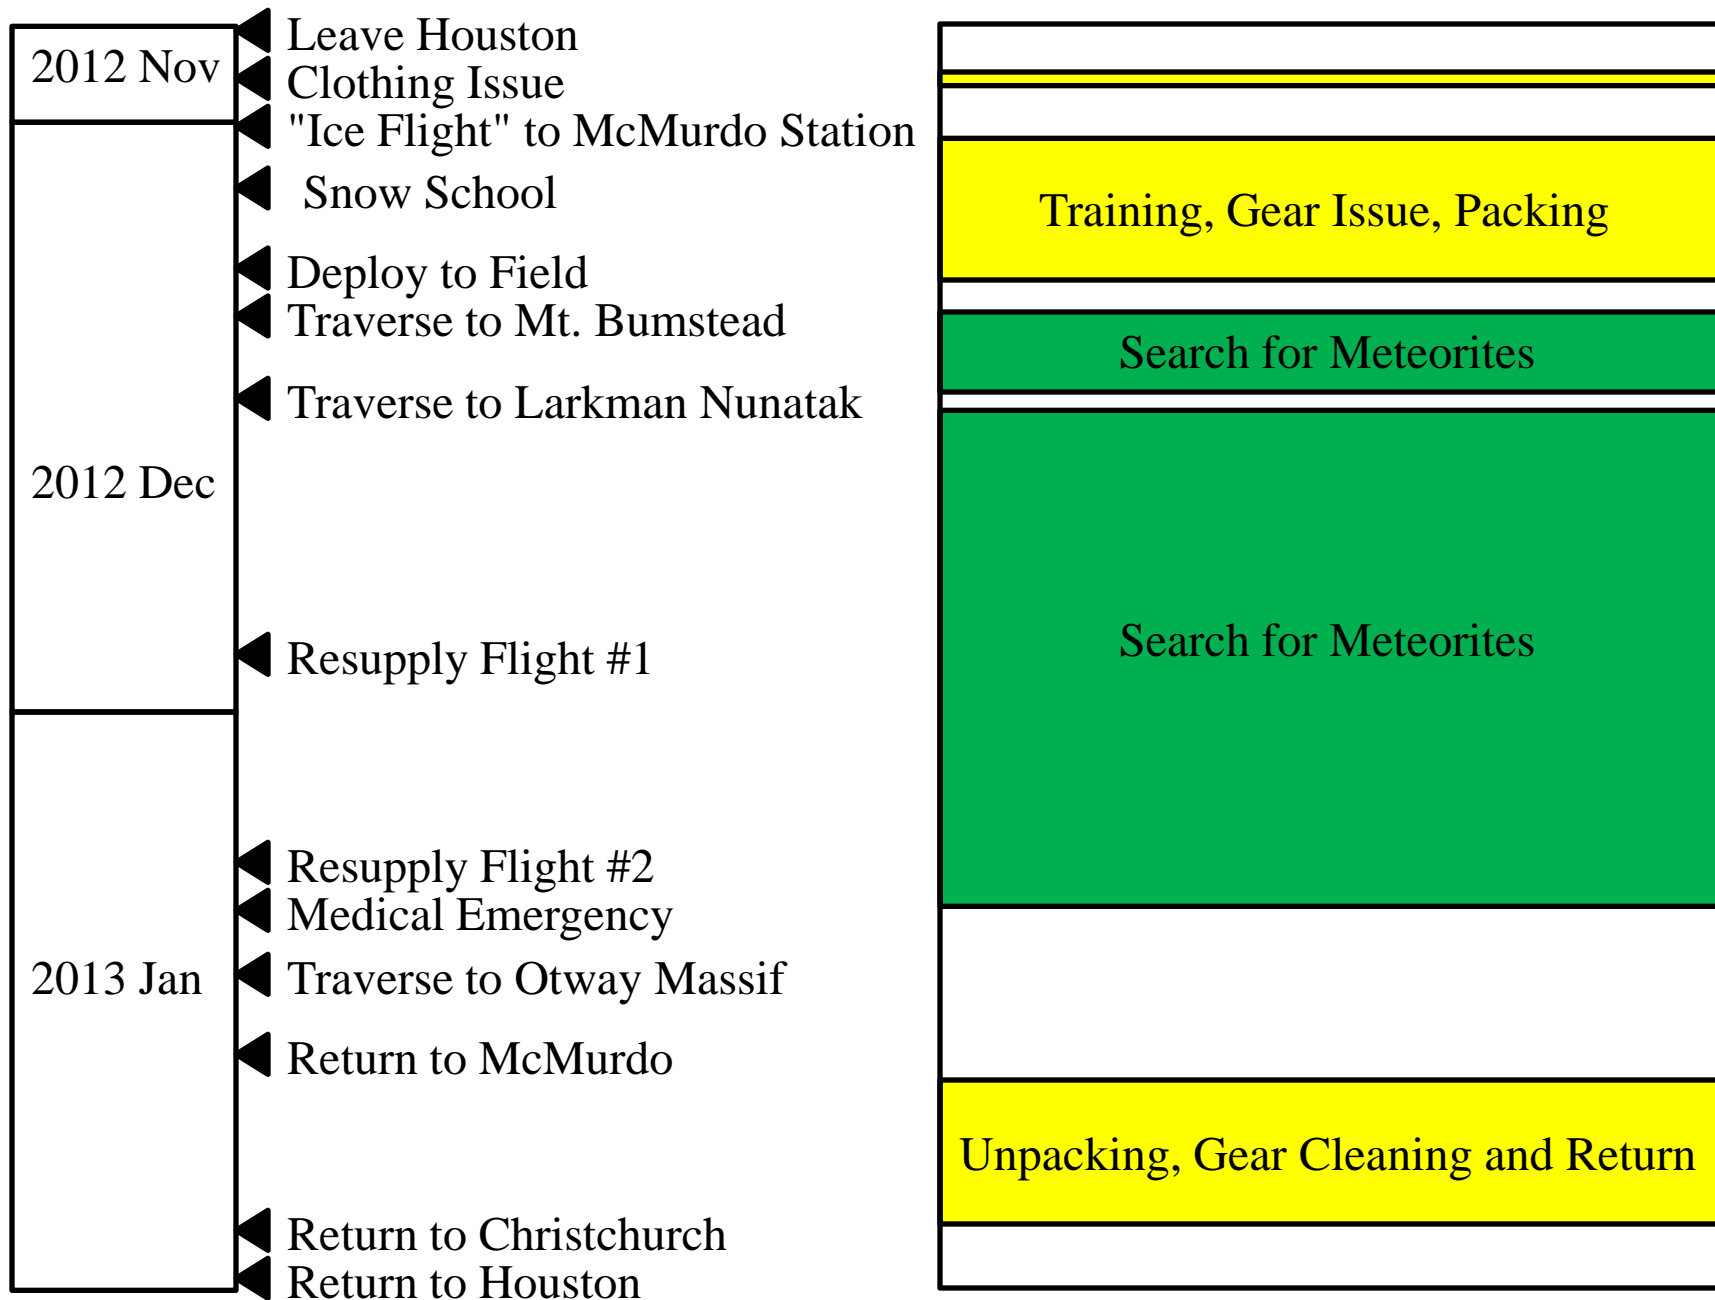 2012 Nov
2012 Dec
2013 Jan
Leave Houston
Clothing Issue
"Ice Flight" to McMurdo Station
Snow School
Deploy to Field
Traverse to Mt. Bumstead
Traverse to Larkman Nunatak
Resupply Flight #1
Resupply Flight #2
Medical Emergency
Traverse to Otway Massif
Return to McMurdo
Return to Christchurch
Return to Houston
Training, Gear Issue, Packing
Search for Meteorites
Search for Meteorites
Unpacking, Gear Cleaning and Return